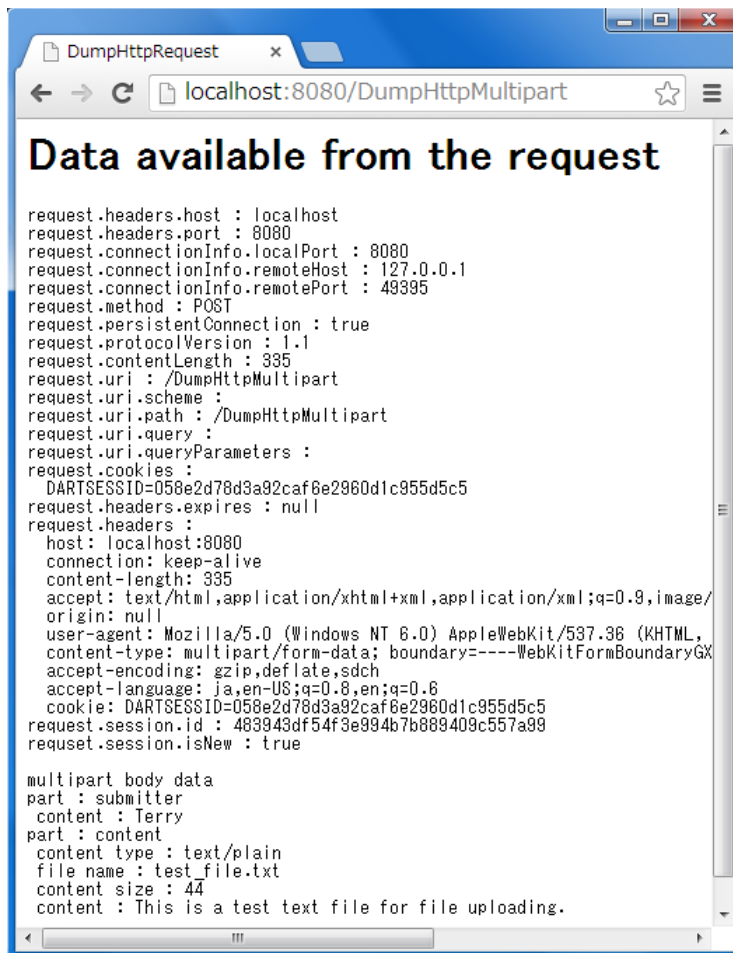 DumpHttpRequest
localhost:8080/DumpHttpMultipart
Data available from the request
request.headers.host : localhost
request.headers.port : 8080
request.connectionInfo.localPort : 8080
request.connectionInfo.remoteHost : 127.0.0.1
request.connectionInfo.remotePort : 49395
request.method : POST
request.persistentConnection : true
request.protocolVersion : 1.1
request.contentLength : 335
request.uri : /DumpHttpMultipart
request.uri.scheme :
request.uri.path : /DumpHttpMultipart
request.uri.query :
request.uri.queryParameters :
request.cookies :
DARTSESSID=058e2d78d3a92caf6e2960d1c955d5c5
request.headers.expires : null
request.headers :
host: localhost:8080
connection: keep-alive
content-length: 335
accept: text/html,application/xhtml+xml,application/xml;q=0.9,image/
origin: null
user-agent: Mozilla/5.0 (Windows NT 6.0) AppleWebKit/537.36 (KHTML,
content-type: multipart/form-data; boundary=----WebKitFormBoundaryGX
accept-encoding: gzip,deflate,sdch
accept-language: ja,en-US;q=0.8,en;q=0.6
cookie: DARTSESSID=058e2d78d3a92caf6e2960d1c955d5c5
request.session.id : 483943df54f3e994b7b889409c557a99
requset.session.isNew : true
multipart body data
part : submitter
content : Terry
part : content
content type : text/plain
file name : test_file.txt
content size : 44
content : This is a test text file for file uploading.